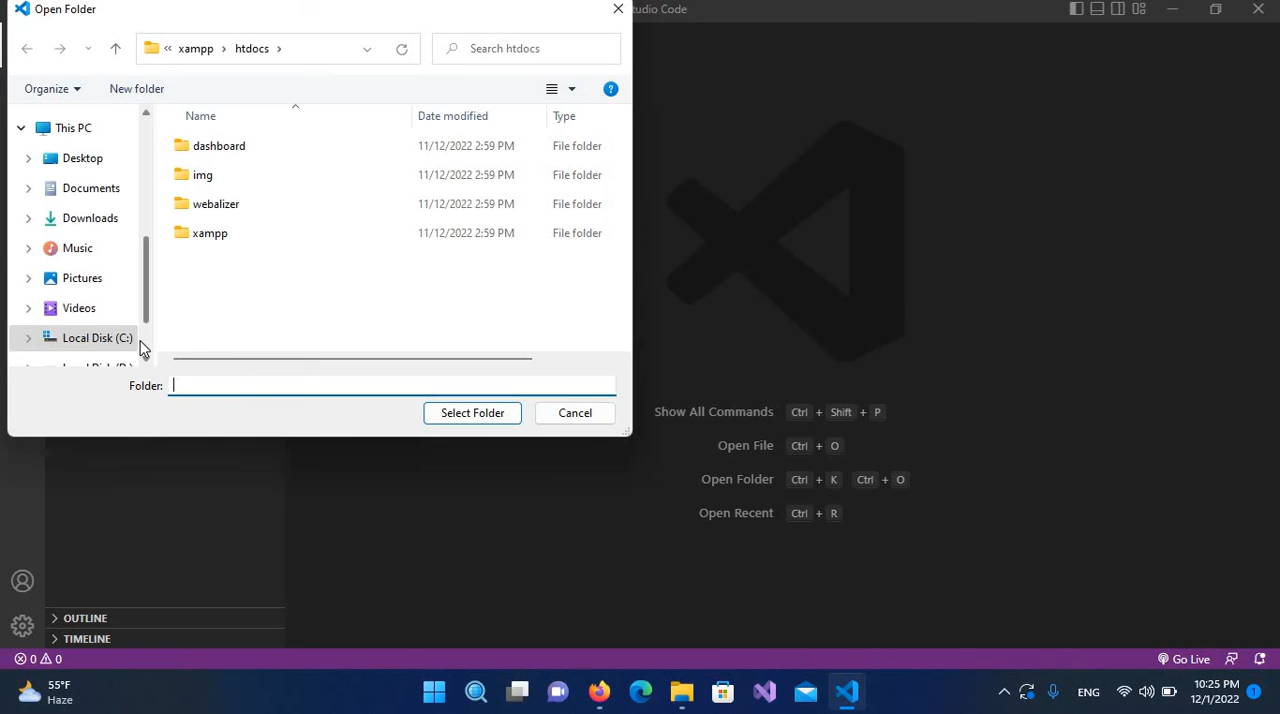 Open Folder
tudio Code
« xampp > htdocs >
Search htdocs
Organize
New folder
Name
Date modified
Type
This PC
Desktop
Documents
Downloads
Music
Pictures
Videos
Local Disk (C:)
dashboard 11/12/2022 2:59 PM File folder
img 11/12/2022 2:59 PM File folder
webalizer 11/12/2022 2:59 PM File folder
xampp 11/12/2022 2:59 PM File folder
Folder:
Select Folder
Cancel
Show All Commands Ctrl + Shift + P
Open File Ctrl + O
Open Folder Ctrl + K Ctrl + O
Open Recent Ctrl + R
OUTLINE
TIMELINE
0 0
Go Live
55°F
Haze
ENG
10:25 PM
12/1/2022
1